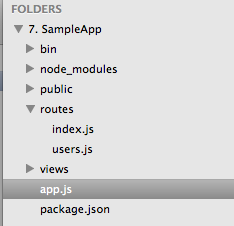 FOLDERS
7. SampleApp
bin
node_modules
public
routes
index.js
users.js
views
app.js
package.json